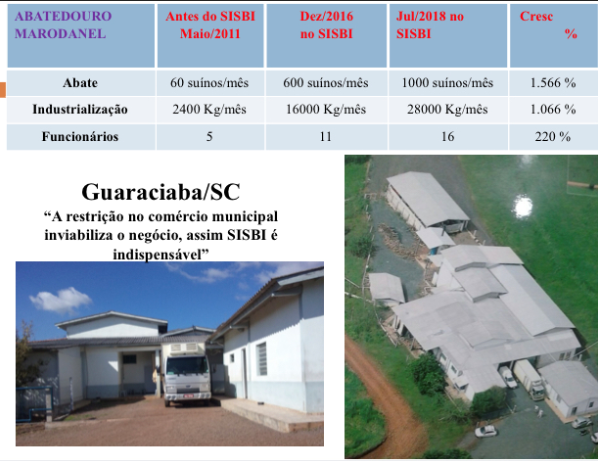 ABATEDOURO MARODANEL Antes do SISBI Maio/2011 Dez/2016 no SISBI Jul/2018 no SISBI Cresc %
Abate 60 suínos/mês 600 suínos/mês 1000 suínos/mês 1.566 %
Industrialização 2400 Kg/mês 16000 Kg/mês 28000 Kg/mês 1.066 %
Funcionários 5 11 16 220 %
Guaraciaba/SC
“A restrição no comércio municipal
inviabiliza o negócio, assim SISBI é
indispensável”